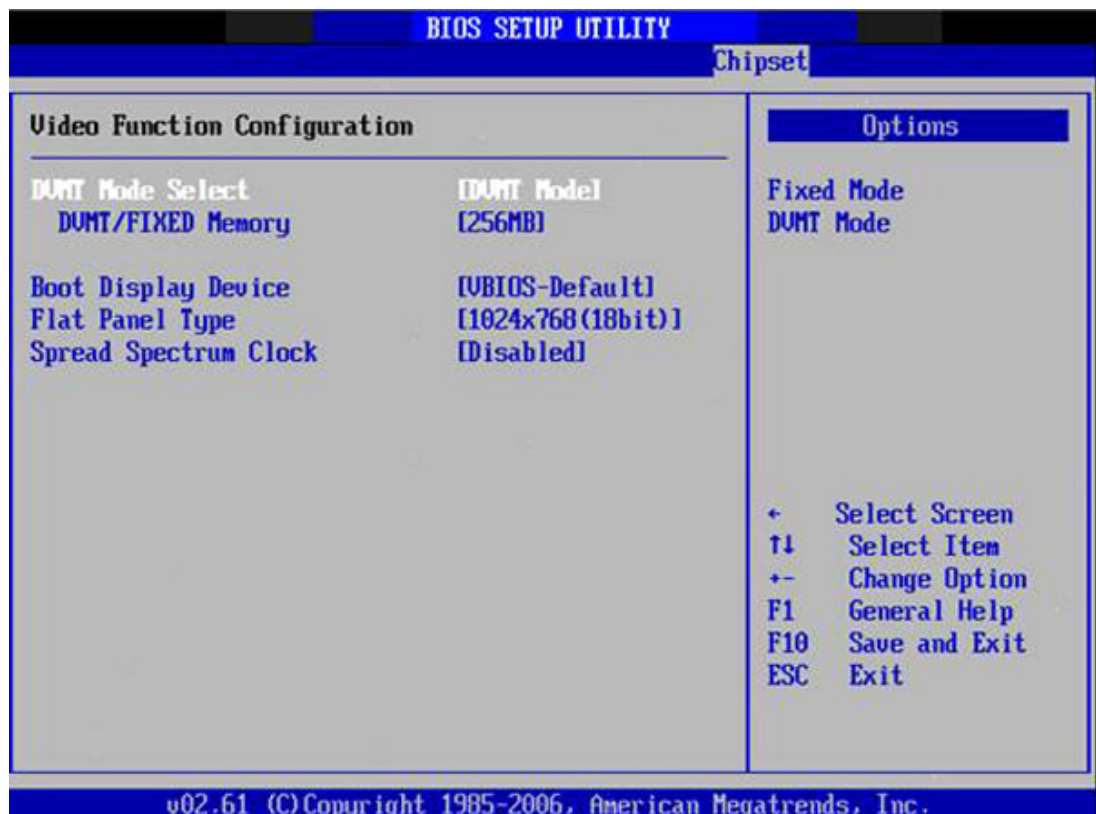 BIOS SETUP UTILITY
Chipset
Video Function Configuration
DVMT Mode Select [DVMT Mode]
DVMT/FIXED Memory [256MB]
Boot Display Device [VBIOS-Default]
Flat Panel Type [1024x768(18bit)]
Spread Spectrum Clock [Disabled]
Options
Fixed Mode
DVMT Mode
← Select Screen
↑↓ Select Item
+- Change Option
F1 General Help
F10 Save and Exit
ESC Exit
v02.61 (C)Copyright 1985-2006, American Megatrends, Inc.